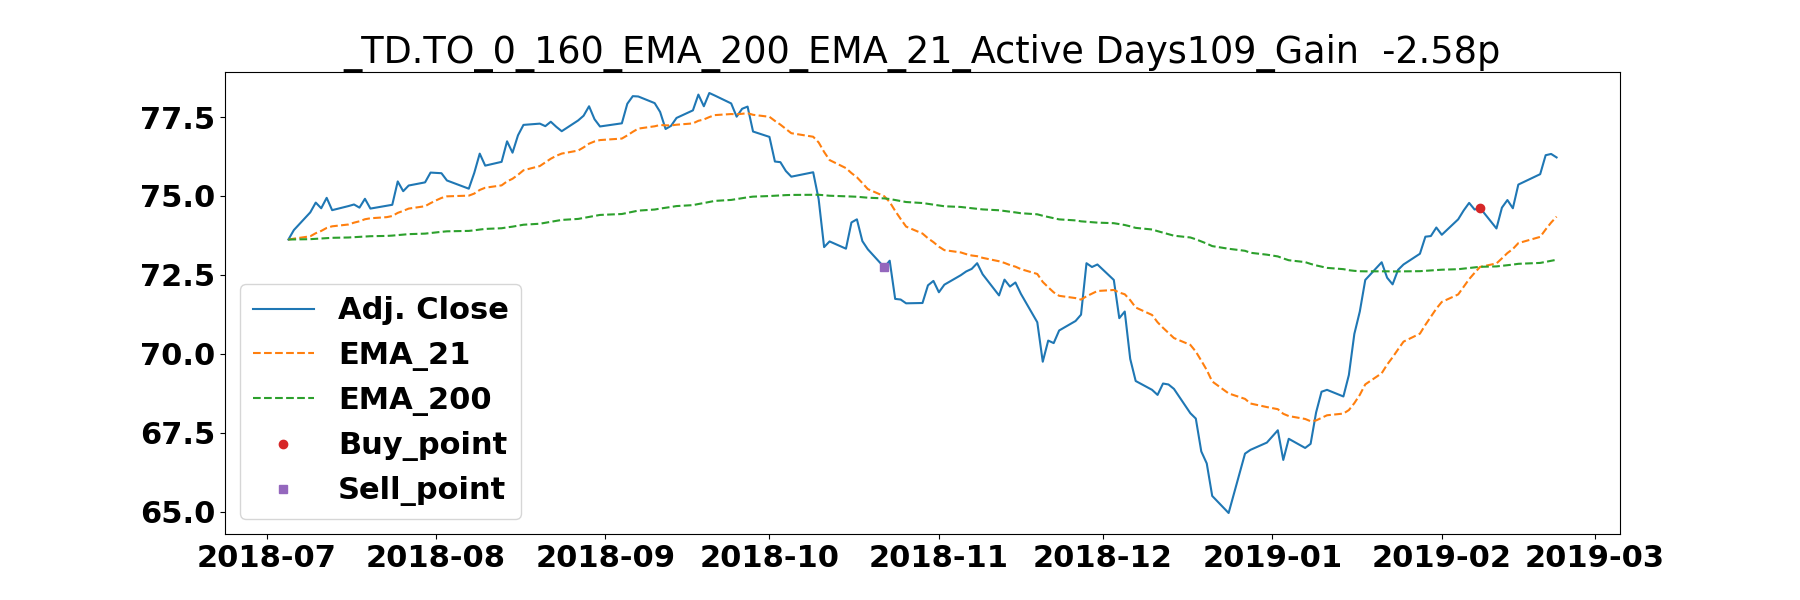 _TD.TO_0_160_EMA_200_EMA_21_Active Days109_Gain  -2.58p
77.5
75.0
72.5
70.0
67.5
65.0
Adj. Close
EMA_21
EMA_200
Buy_point
Sell_point
2018-07 2018-08 2018-09 2018-10 2018-11 2018-12 2019-01 2019-02 2019-03